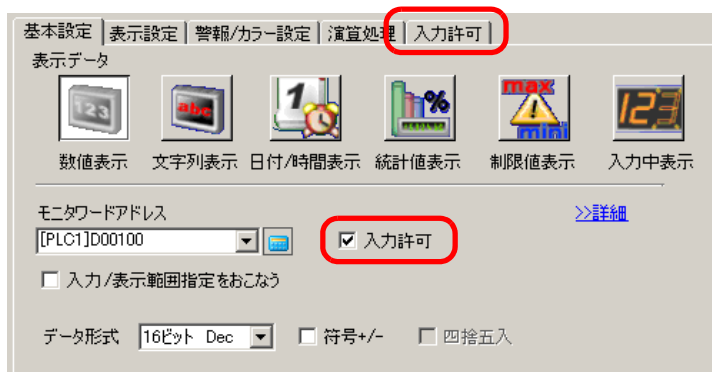 基本設定 表示設定 警報/カラー設定 演算処理 入力許可
表示データ
123 abc 1 % max mini 123
数値表示 文字列表示 日付/時間表示 統計値表示 制限値表示 入力中表示
モニタワードアドレス >>詳細
[PLC1]D00100 入力許可
入力/表示範囲指定をおこなう
データ形式 16ビット Dec 符号+/- 四捨五入